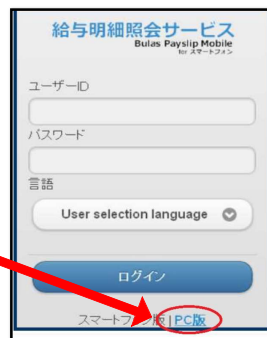 給与明細照会サービス
Bulas Payslip Mobile
for スマートフォン
ユーザーID
パスワード
言語
User selection language
ログイン
スマートフォン版 | PC版